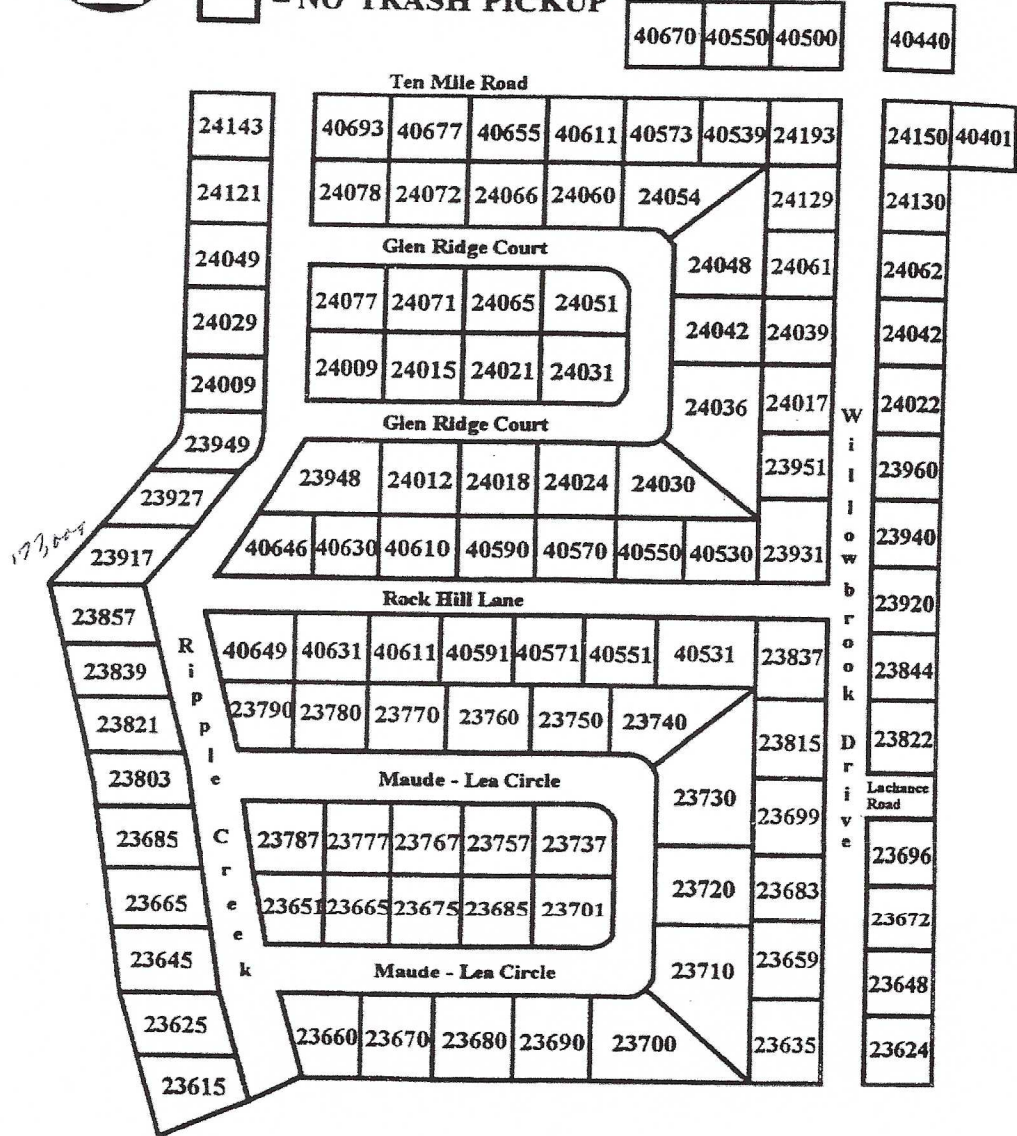 = NO TRASH PICKUP
40670 40550 40500 40440
Ten Mile Road
24143 40693 40677 40655 40611 40573 40539 24193 24150 40401
24121 24078 24072 24066 24060 24054 24129 24130
Glen Ridge Court
24049 24048 24061 24062
24077 24071 24065 24051
24029 24042 24039 24042
24009 24015 24021 24031
24009 24036 24017 24022
Glen Ridge Court
23949
23948 24012 24018 24024 24030 23951 23960
23927
40646 40630 40610 40590 40570 40550 40530 23931 23940
23917
Rock Hill Lane
23857 23920
40649 40631 40611 40591 40571 40551 40531 23837 23844
23839
23790 23780 23770 23760 23750 23740
23821 23815 23822
Maude - Lea Circle
23803 23730 23699
Lachance
Road
23685 23787 23777 23767 23757 23737 23696
23665 23651 23665 23675 23685 23701 23720 23683 23672
23645 23710 23659 23648
Maude - Lea Circle
23625 23660 23670 23680 23690 23700 23635 23624
23615
Ripple Creek
Willowbrook Drive